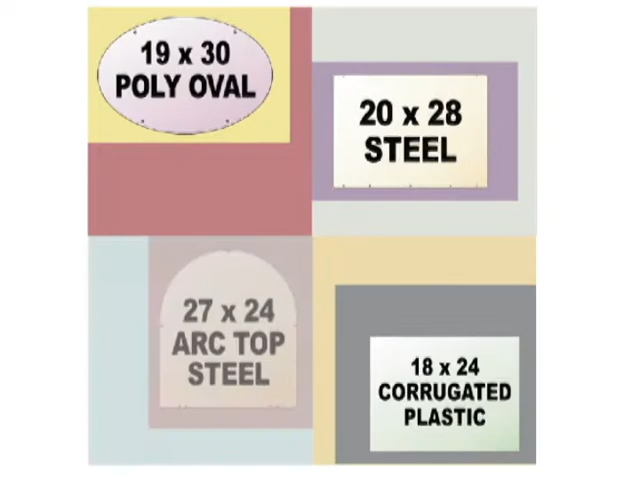 19 x 30
POLY OVAL
20 x 28
STEEL
27 x 24
ARC TOP
STEEL
18 x 24
CORRUGATED
PLASTIC